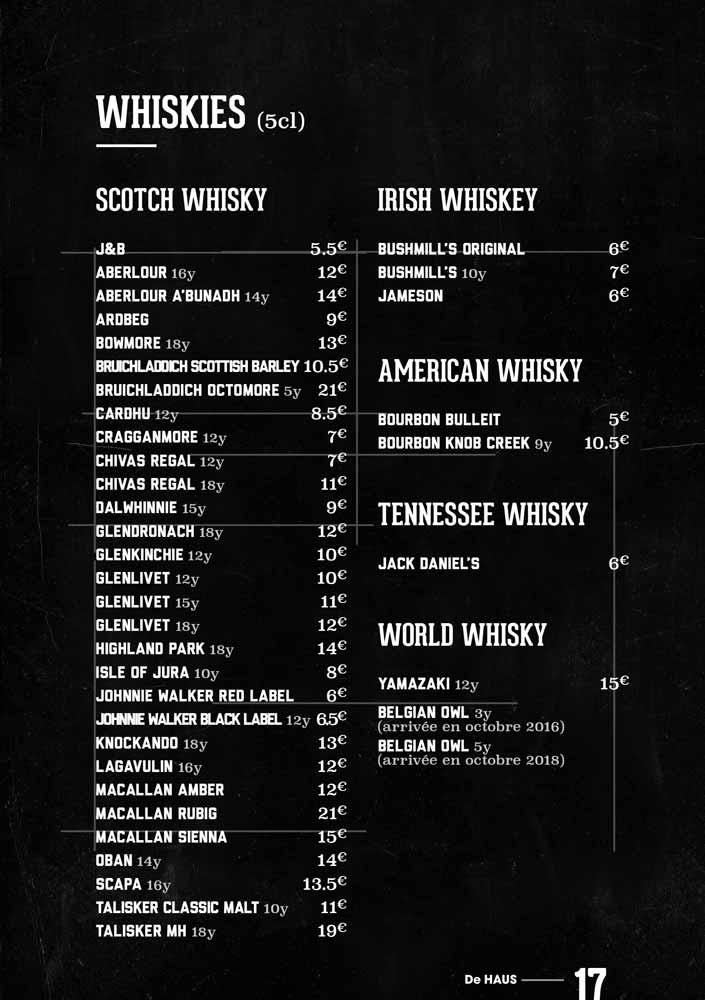 WHISKIES (5cl)
SCOTCH WHISKY
J&B 5.5€
ABERLOUR 16y 12€
ABERLOUR A'BUNADH 14y 14€
ARDBEG 9€
BOWMORE 18y 13€
BRUICHLADDICH SCOTTISH BARLEY 10.5€
BRUICHLADDICH OCTOMORE 5y 21€
CARDHU 12y 8.5€
CRAGGANMORE 12y 7€
CHIVAS REGAL 12y 7€
CHIVAS REGAL 18y 11€
DALWHINNIE 15y 9€
GLENDRONACH 18y 12€
GLENKINCHIE 12y 10€
GLENLIVET 12y 10€
GLENLIVET 15y 11€
GLENLIVET 18y 12€
HIGHLAND PARK 18y 14€
ISLE OF JURA 10y 8€
JOHNNIE WALKER RED LABEL 6€
JOHNNIE WALKER BLACK LABEL 12y 6.5€
KNOCKANDO 18y 13€
LAGAVULIN 16y 12€
MACALLAN AMBER 12€
MACALLAN RUBIG 21€
MACALLAN SIENNA 15€
OBAN 14y 14€
SCAPA 16y 13.5€
TALISKER CLASSIC MALT 10y 11€
TALISKER MH 18y 19€
IRISH WHISKEY
BUSHMILL'S ORIGINAL 6€
BUSHMILL'S 10y 7€
JAMESON 6€
AMERICAN WHISKY
BOURBON BULLEIT 5€
BOURBON KNOB CREEK 9y 10.5€
TENNESSEE WHISKY
JACK DANIEL'S 6€
WORLD WHISKY
YAMAZAKI 12y 15€
BELGIAN OWL 3y
(arrivée en octobre 2016)
BELGIAN OWL 5y
(arrivée en octobre 2018)
De HAUS 17